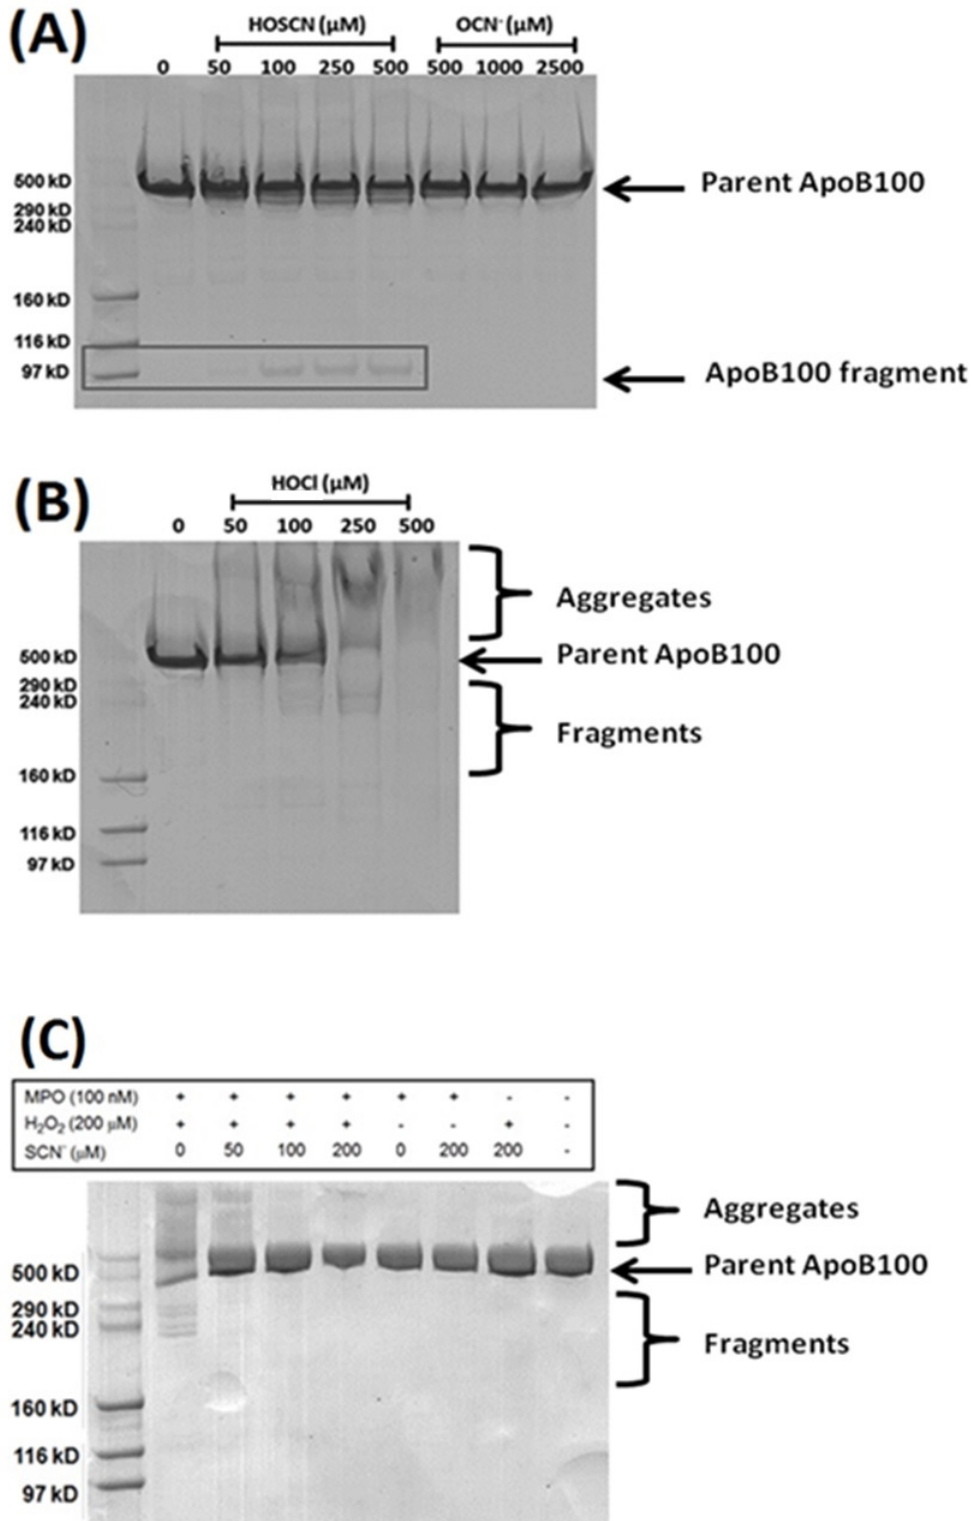 (A)
HOSCN (µM) OCN⁻ (µM)
0 50 100 250 500 500 1000 2500
500 kD
290 kD
240 kD
160 kD
116 kD
97 kD
Parent ApoB100
ApoB100 fragment
(B)
HOCl (µM)
0 50 100 250 500
500 kD
290 kD
240 kD
160 kD
116 kD
97 kD
Aggregates
Parent ApoB100
Fragments
(C)
MPO (100 nM) + + + + + + - -
H₂O₂ (200 µM) + + + + - - + -
SCN⁻ (µM) 0 50 100 200 0 200 200 -
500 kD
290 kD
240 kD
160 kD
116 kD
97 kD
Aggregates
Parent ApoB100
Fragments